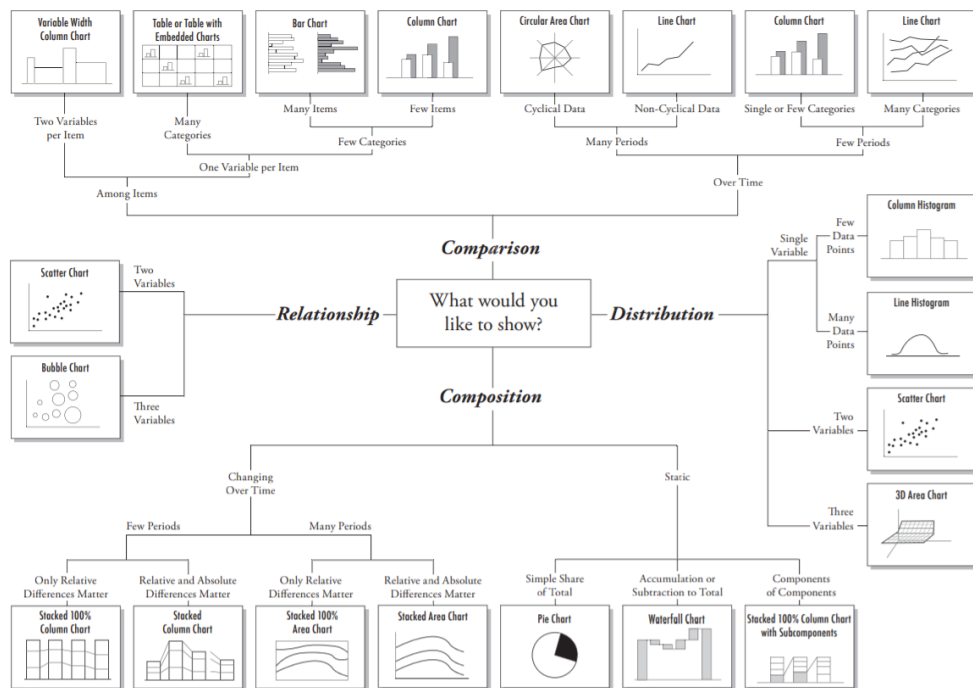 Variable Width
Column Chart
Table or Table with
Embedded Charts
Bar Chart
Column Chart
Circular Area Chart
Line Chart
Column Chart
Line Chart
Two Variables
per Item
Many
Categories
Many Items
Few Items
Cyclical Data
Non-Cyclical Data
Single or Few Categories
Many Categories
Few Categories
Many Periods
Few Periods
One Variable per Item
Among Items
Over Time
Comparison
What would you
like to show?
Relationship
Two
Variables
Scatter Chart
Three
Variables
Bubble Chart
Distribution
Single
Variable
Few
Data
Points
Column Histogram
Many
Data
Points
Line Histogram
Two
Variables
Scatter Chart
Three
Variables
3D Area Chart
Composition
Changing
Over Time
Static
Few Periods
Many Periods
Only Relative
Differences Matter
Relative and Absolute
Differences Matter
Only Relative
Differences Matter
Relative and Absolute
Differences Matter
Simple Share
of Total
Accumulation or
Subtraction to Total
Components
of Components
Stacked 100%
Column Chart
Stacked
Column Chart
Stacked 100%
Area Chart
Stacked Area Chart
Pie Chart
Waterfall Chart
Stacked 100% Column Chart
with Subcomponents